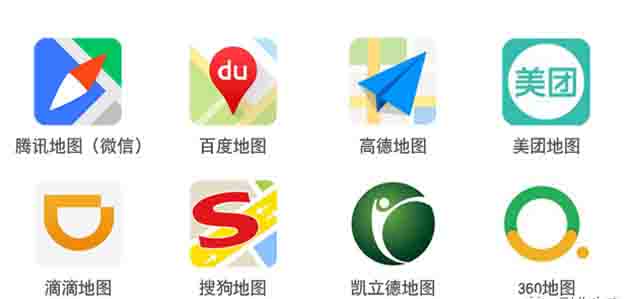 du
美团
腾讯地图（微信）
百度地图
高德地图
美团地图
S
滴滴地图
搜狗地图
凯立德地图
360地图